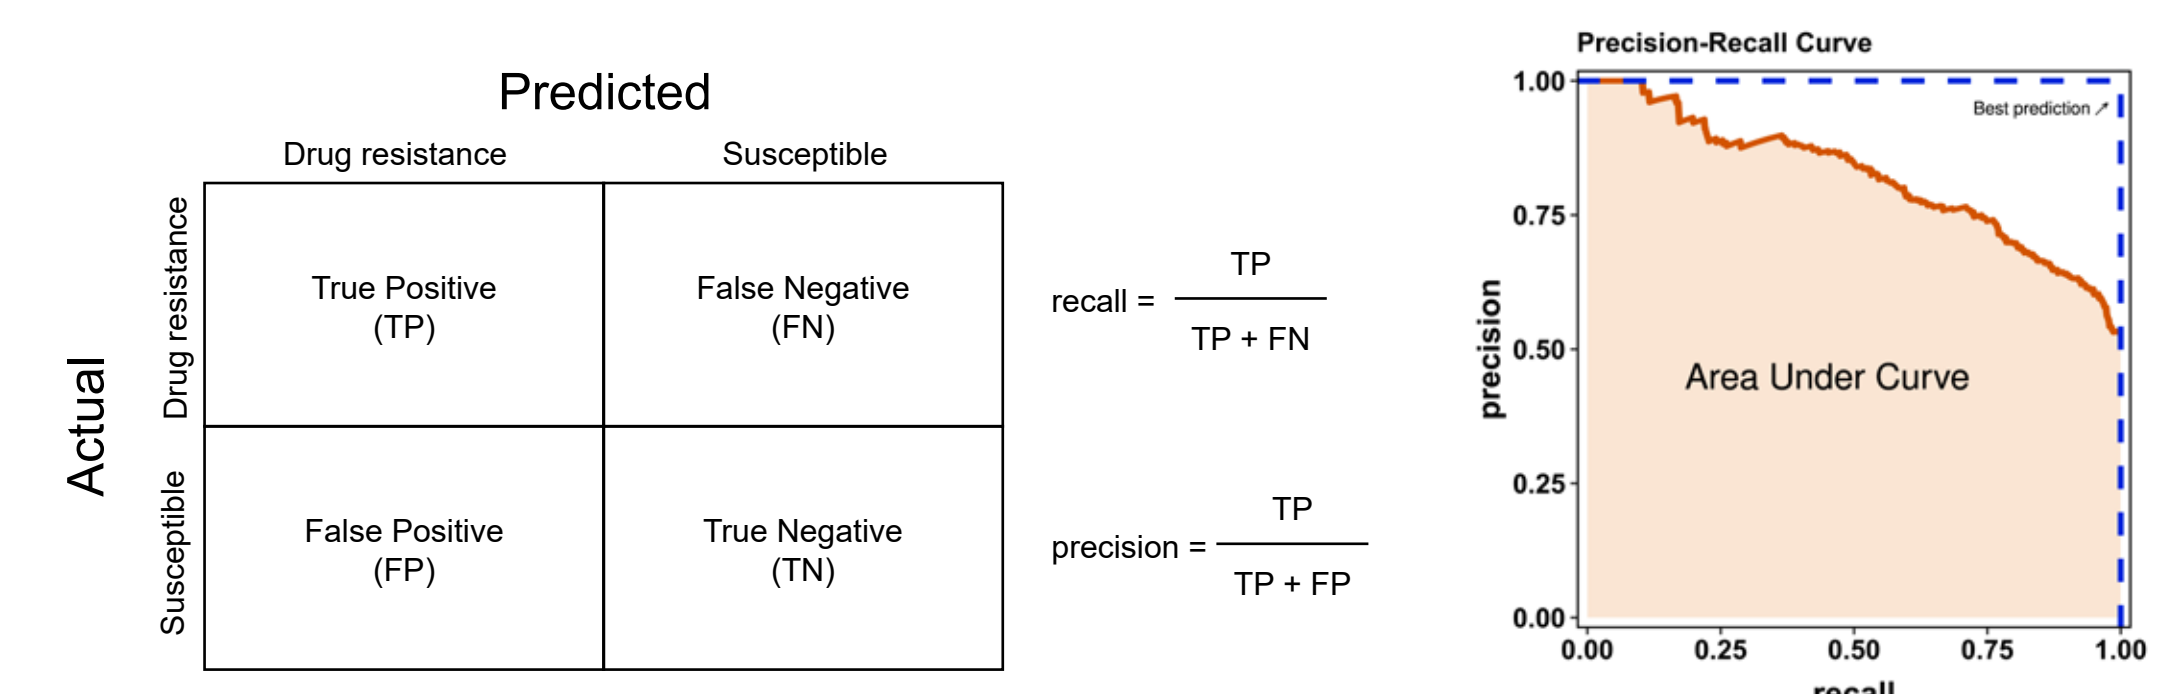 Predicted
Drug resistance
Susceptible
Actual
Drug resistance
Susceptible
True Positive
(TP)
False Negative
(FN)
False Positive
(FP)
True Negative
(TN)
recall =
TP
TP + FN
precision =
TP
TP + FP
Precision-Recall Curve
Best prediction
Area Under Curve
precision
1.00
0.75
0.50
0.25
0.00
0.00 0.25 0.50 0.75 1.00
recall